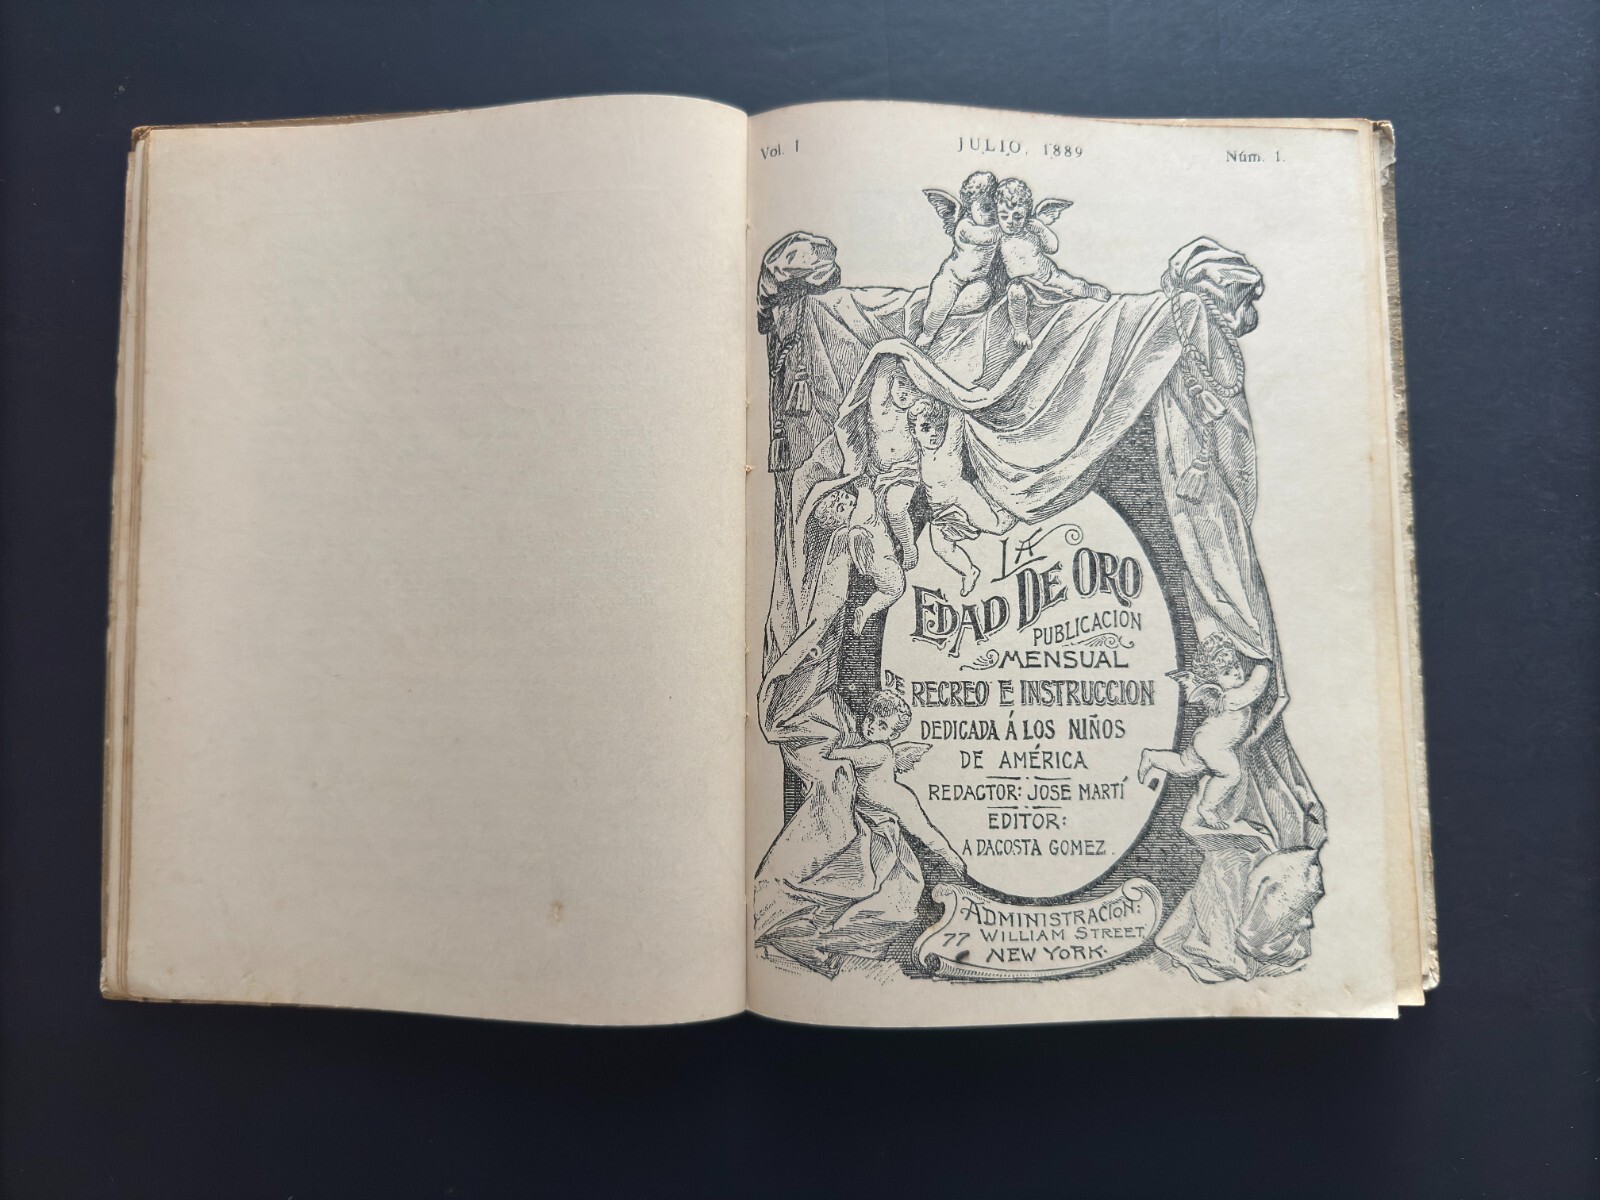 Vol. I
JULIO, 1889
Núm. 1.
LA
EDAD DE ORO
PUBLICACION
MENSUAL
DE RECREO E INSTRUCCION
DEDICADA Á LOS NIÑOS
DE AMÉRICA
REDACTOR: JOSE MARTÍ
EDITOR:
A DACOSTA GOMEZ.
ADMINISTRACION:
77 WILLIAM STREET
NEW YORK.